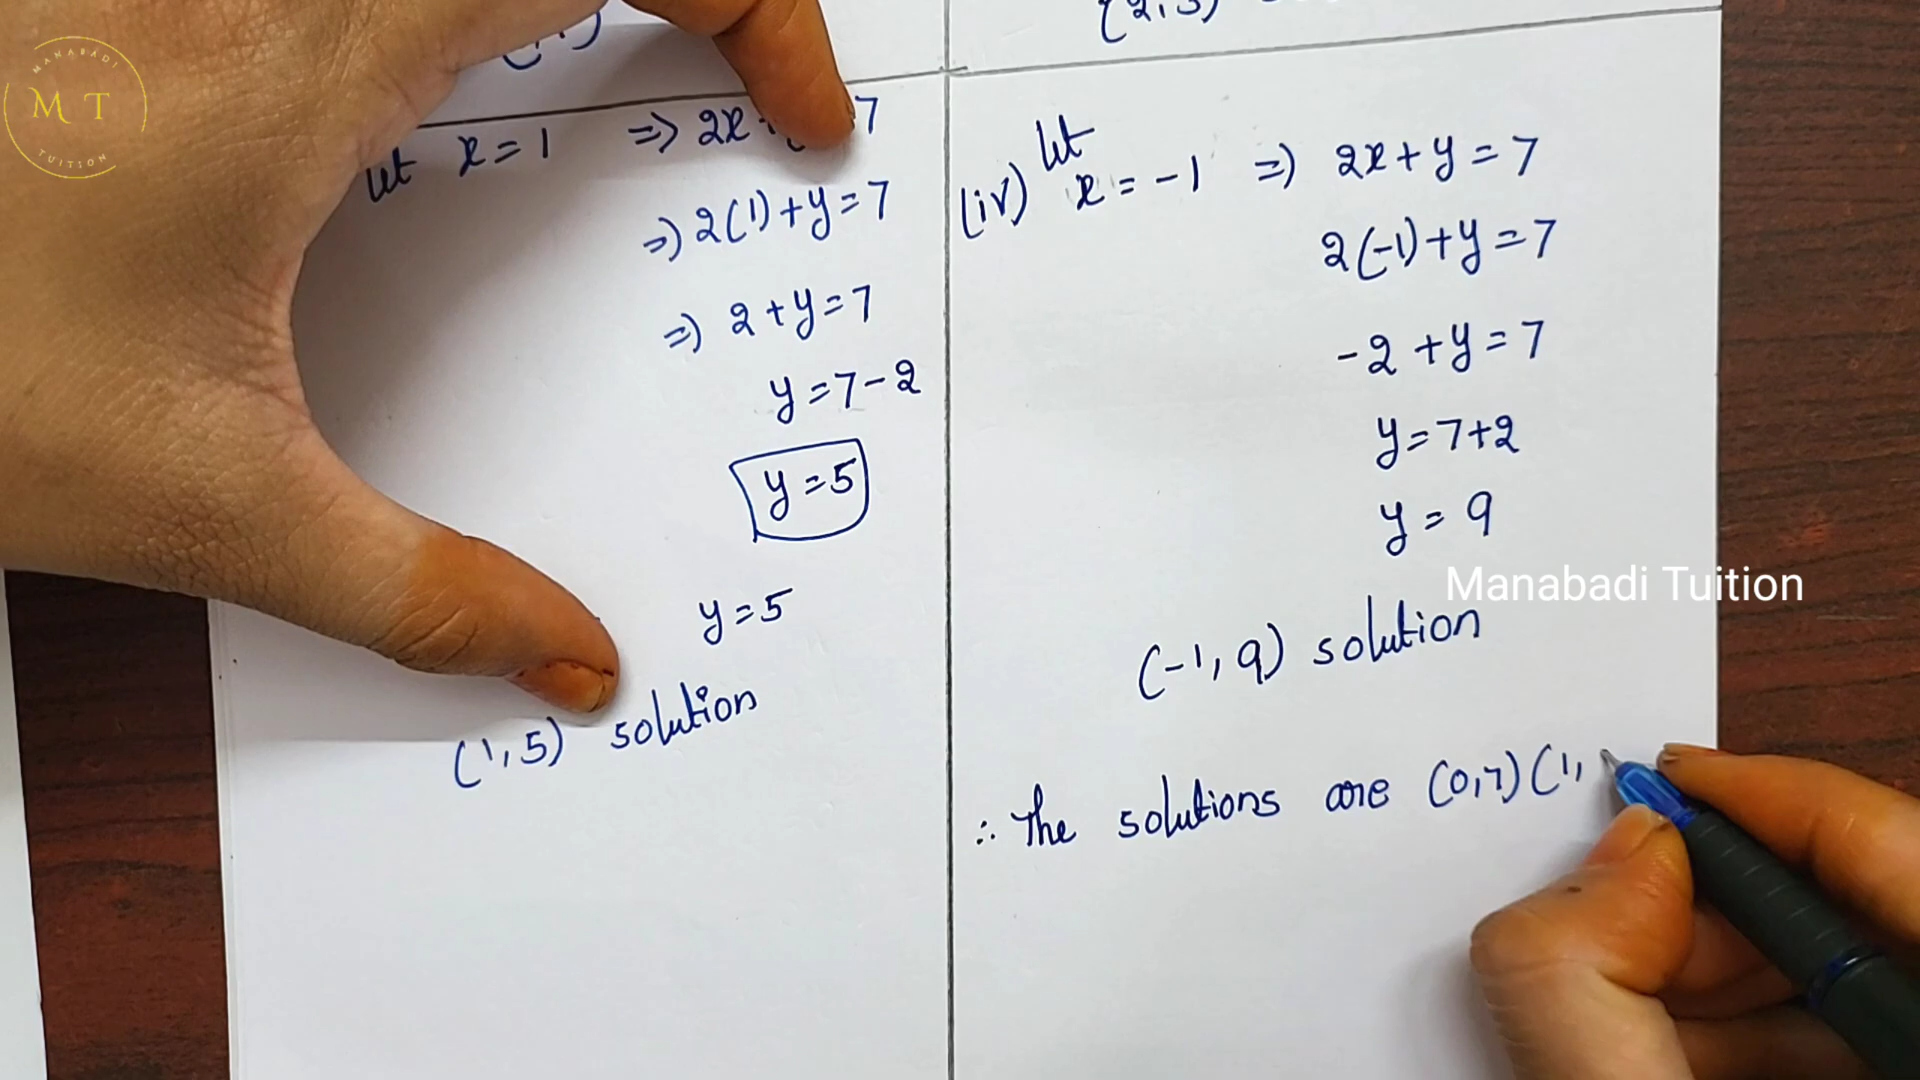 MANABADI
M T
TUITION
let x = 1 => 2x + 7
=> 2(1) + y = 7
=> 2 + y = 7
y = 7 - 2
y = 5
y = 5
(1, 5) solution
(iv) let x = -1 => 2x + y = 7
2(-1) + y = 7
-2 + y = 7
y = 7+2
y = 9
Manabadi Tuition
(-1, 9) solution
∴ The solutions are (0,7) (1,